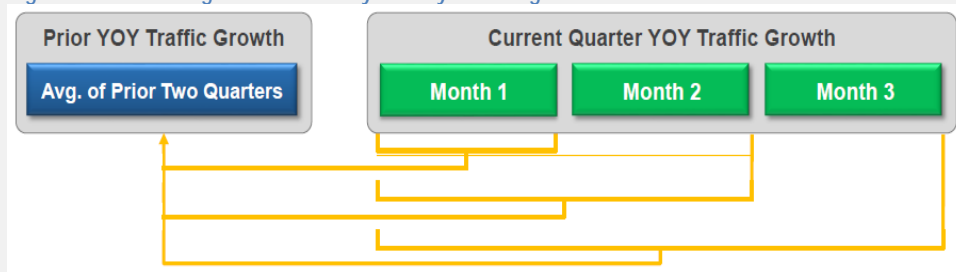 Prior YOY Traffic Growth
Current Quarter YOY Traffic Growth
Avg. of Prior Two Quarters
Month 1
Month 2
Month 3